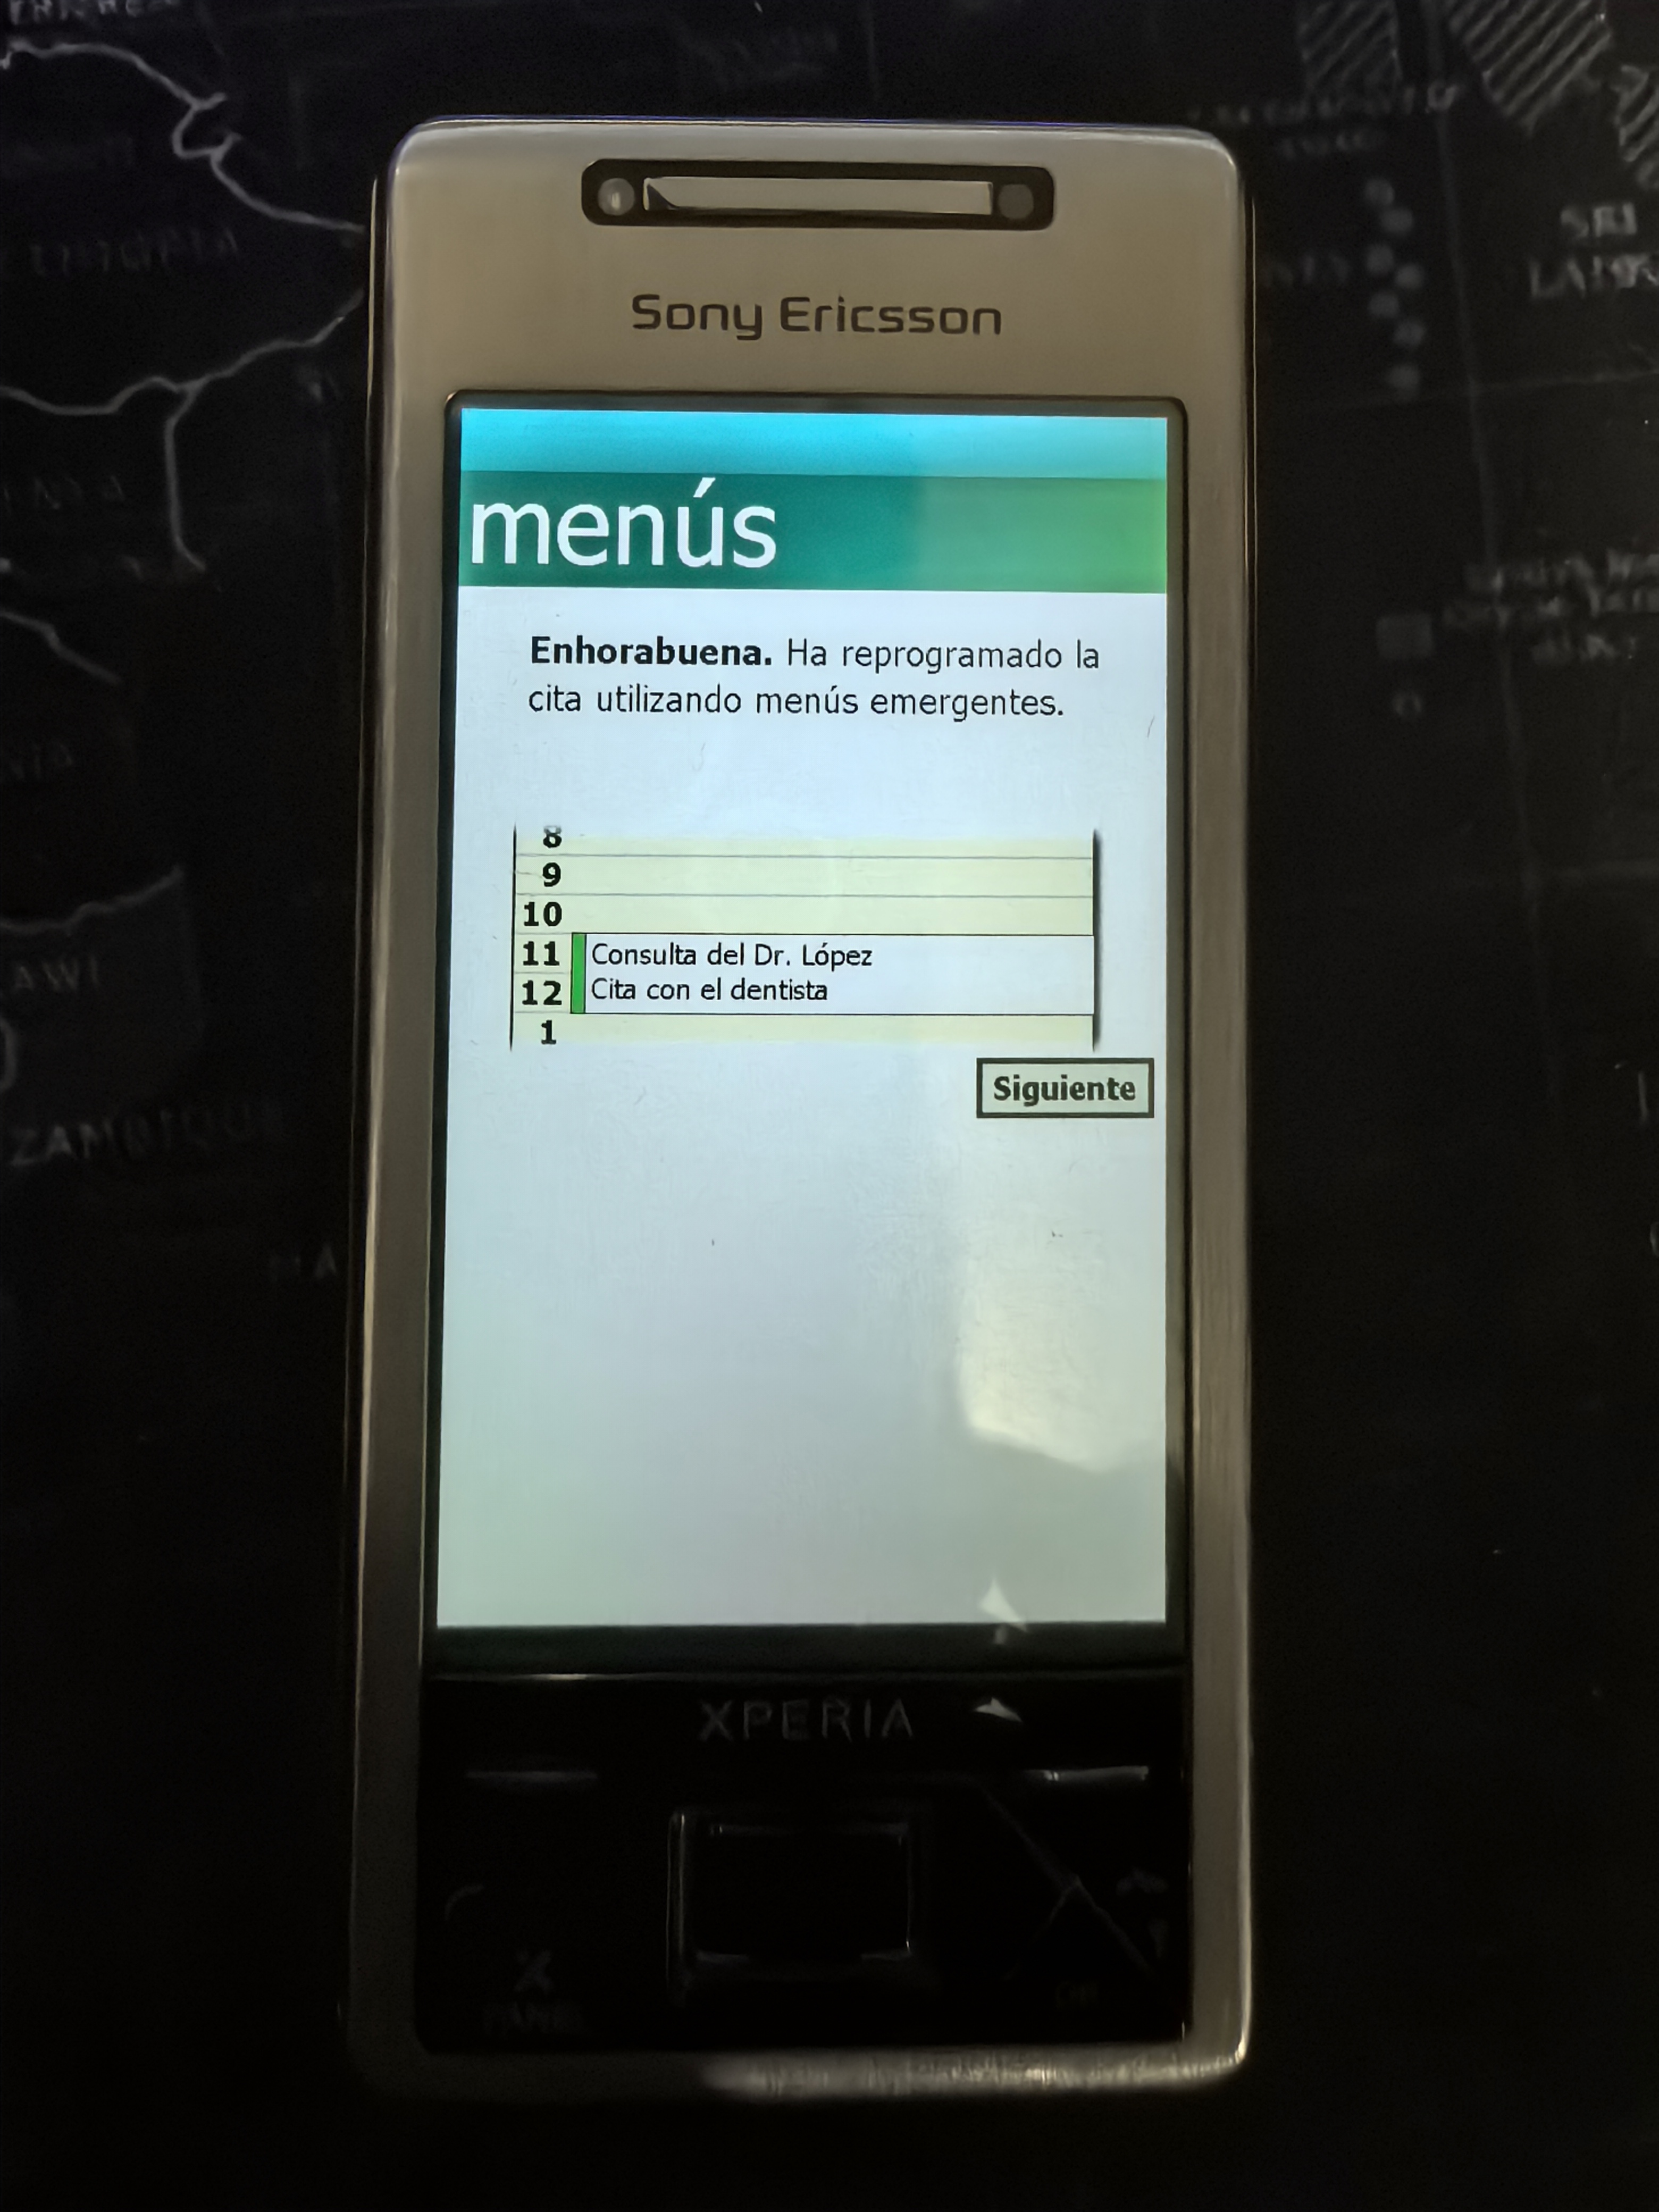 Sony Ericsson
menús
Enhorabuena. Ha reprogramado la
cita utilizando menús emergentes.
8
9
10
11 Consulta del Dr. López
12 Cita con el dentista
1
Siguiente
XPERIA
SRI